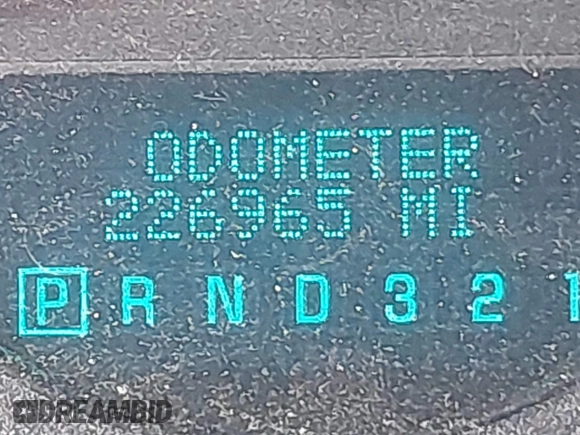 ODOMETER
226965 MI
P R N D 3 2 1
DREAMBID